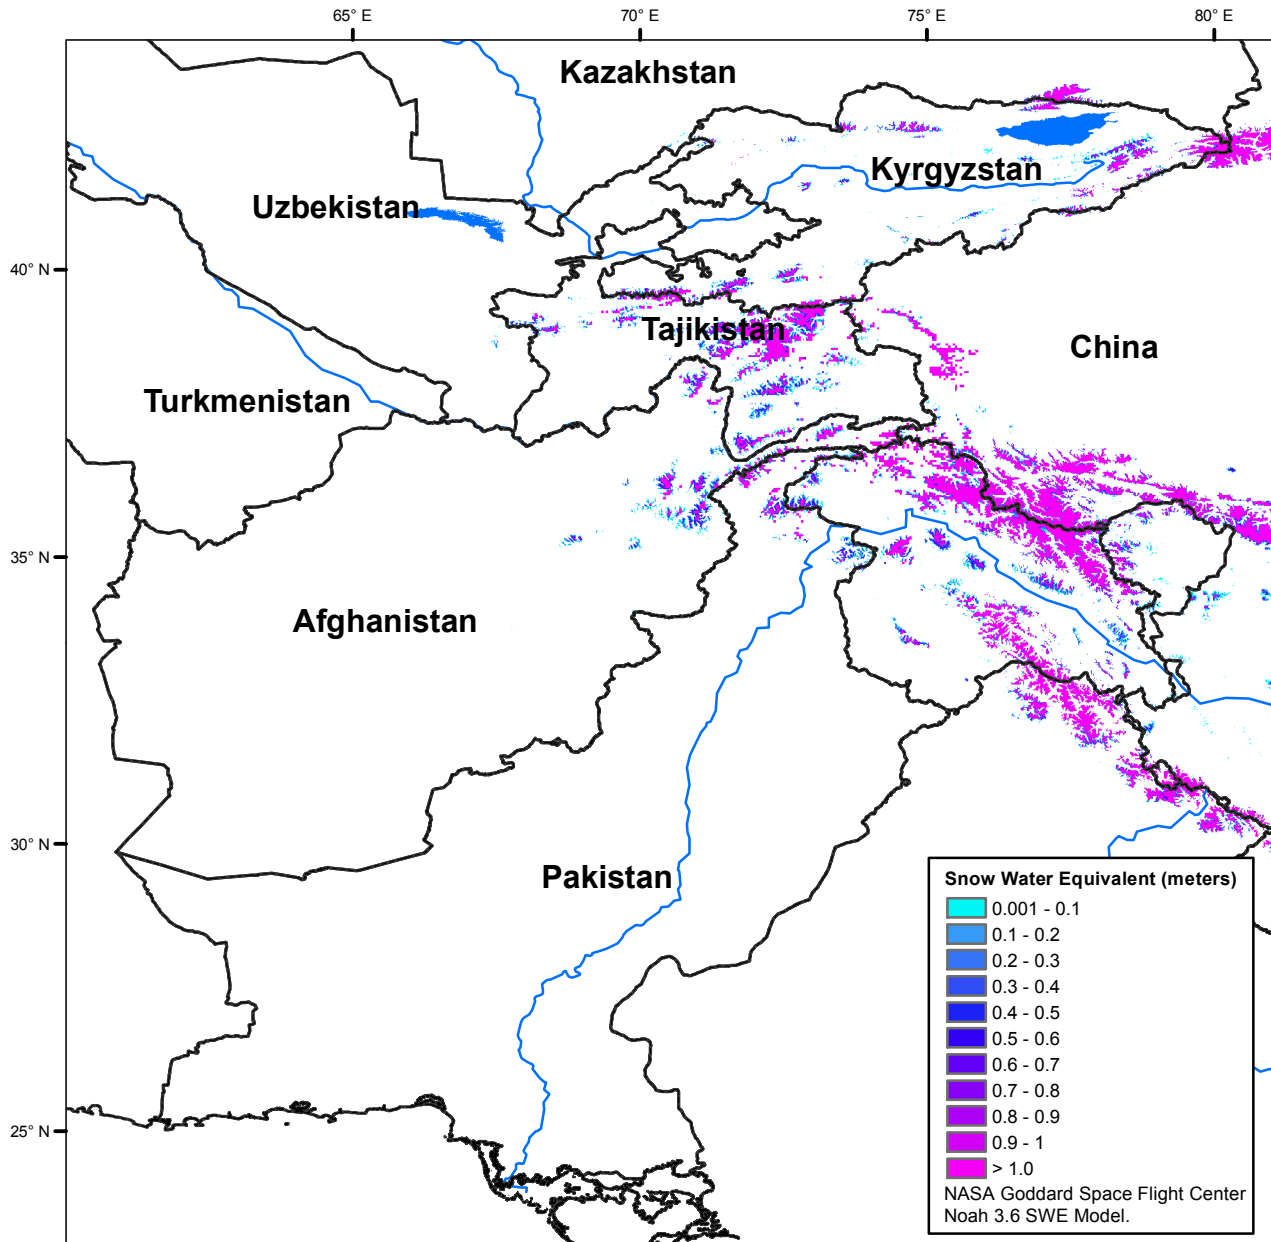 65° E
70° E
75° E
80° E
Kazakhstan
Kyrgyzstan
Uzbekistan
40° N
Tajikistan
China
Turkmenistan
35° N
Afghanistan
30° N
Pakistan
25° N
Snow Water Equivalent (meters)
0.001 - 0.1
0.1 - 0.2
0.2 - 0.3
0.3 - 0.4
0.4 - 0.5
0.5 - 0.6
0.6 - 0.7
0.7 - 0.8
0.8 - 0.9
0.9 - 1
> 1.0
NASA Goddard Space Flight Center
Noah 3.6 SWE Model.